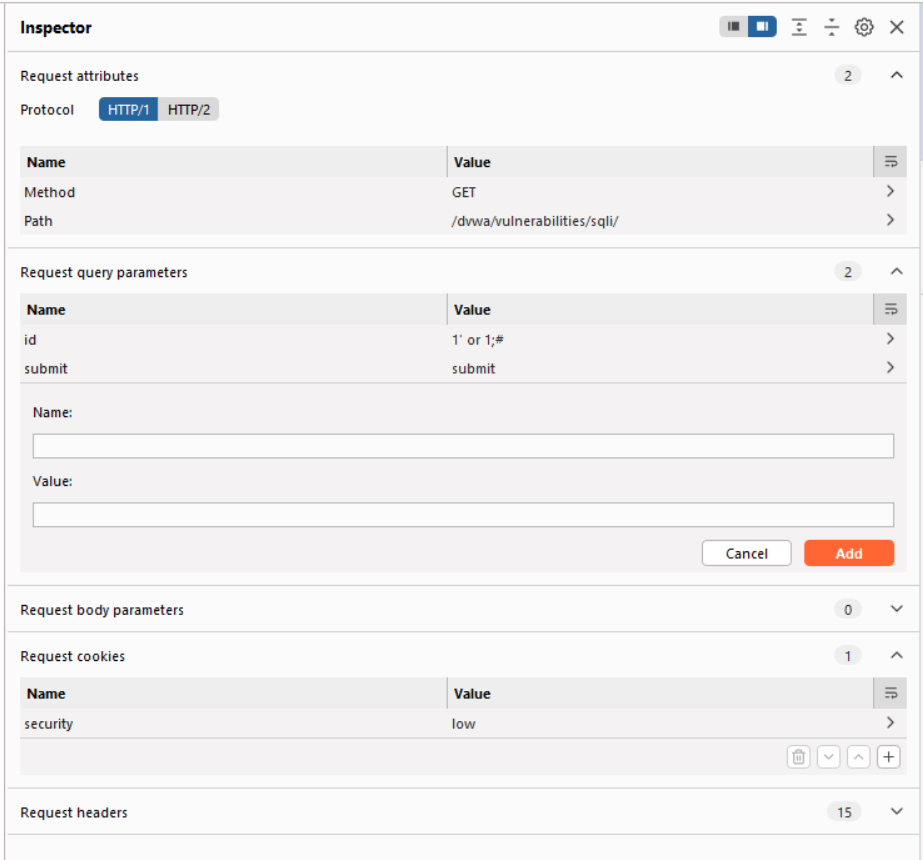 Inspector
Request attributes 2
Protocol HTTP/1 HTTP/2
Name Value
Method GET
Path /dvwa/vulnerabilities/sqli/
Request query parameters 2
Name Value
id 1' or 1;#
submit submit
Name:
Value:
Cancel Add
Request body parameters 0
Request cookies 1
Name Value
security low
Request headers 15